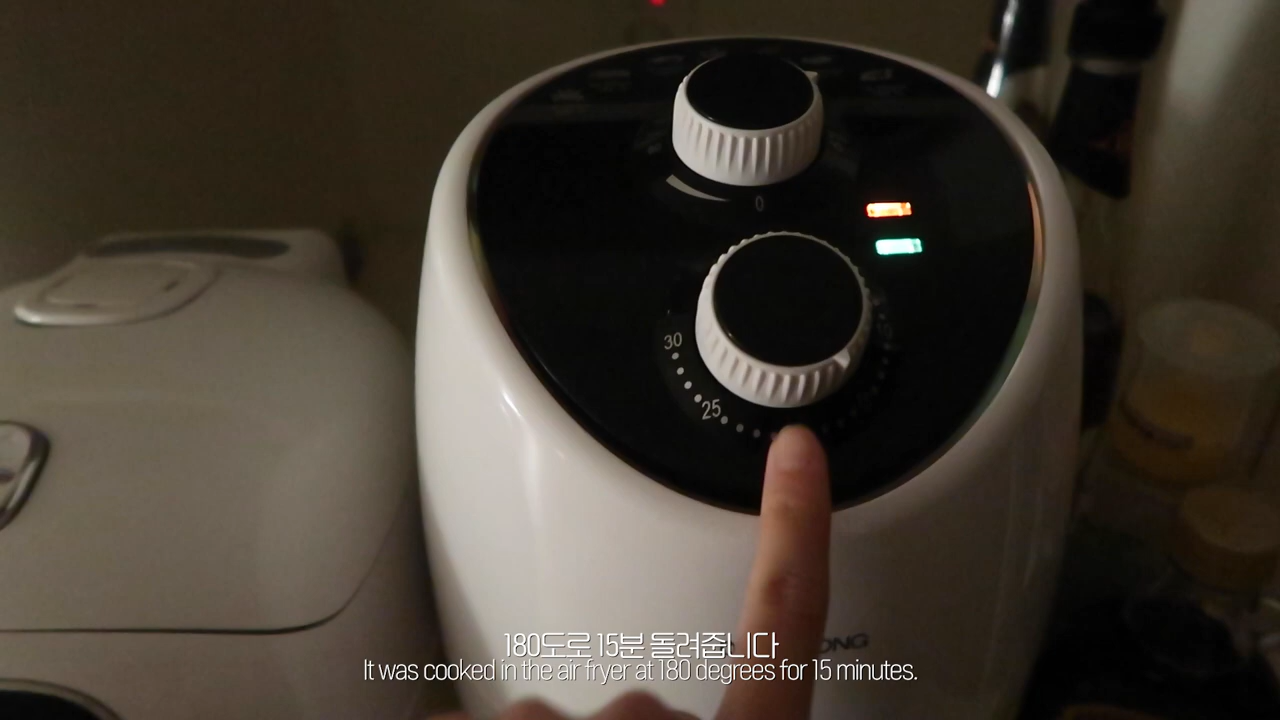 0
30
25
180도로 15분 돌려줍니다
ONG
It was cooked in the air fryer at 180 degrees for 15 minutes.